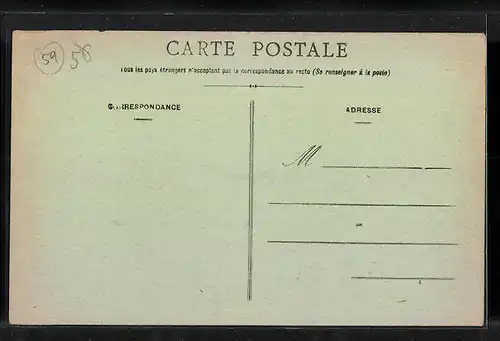 59 58
CARTE POSTALE
Tous les pays étrangers n'acceptant pas la correspondance au recto (Se renseigner à la poste)
CORRESPONDANCE
ADRESSE
M